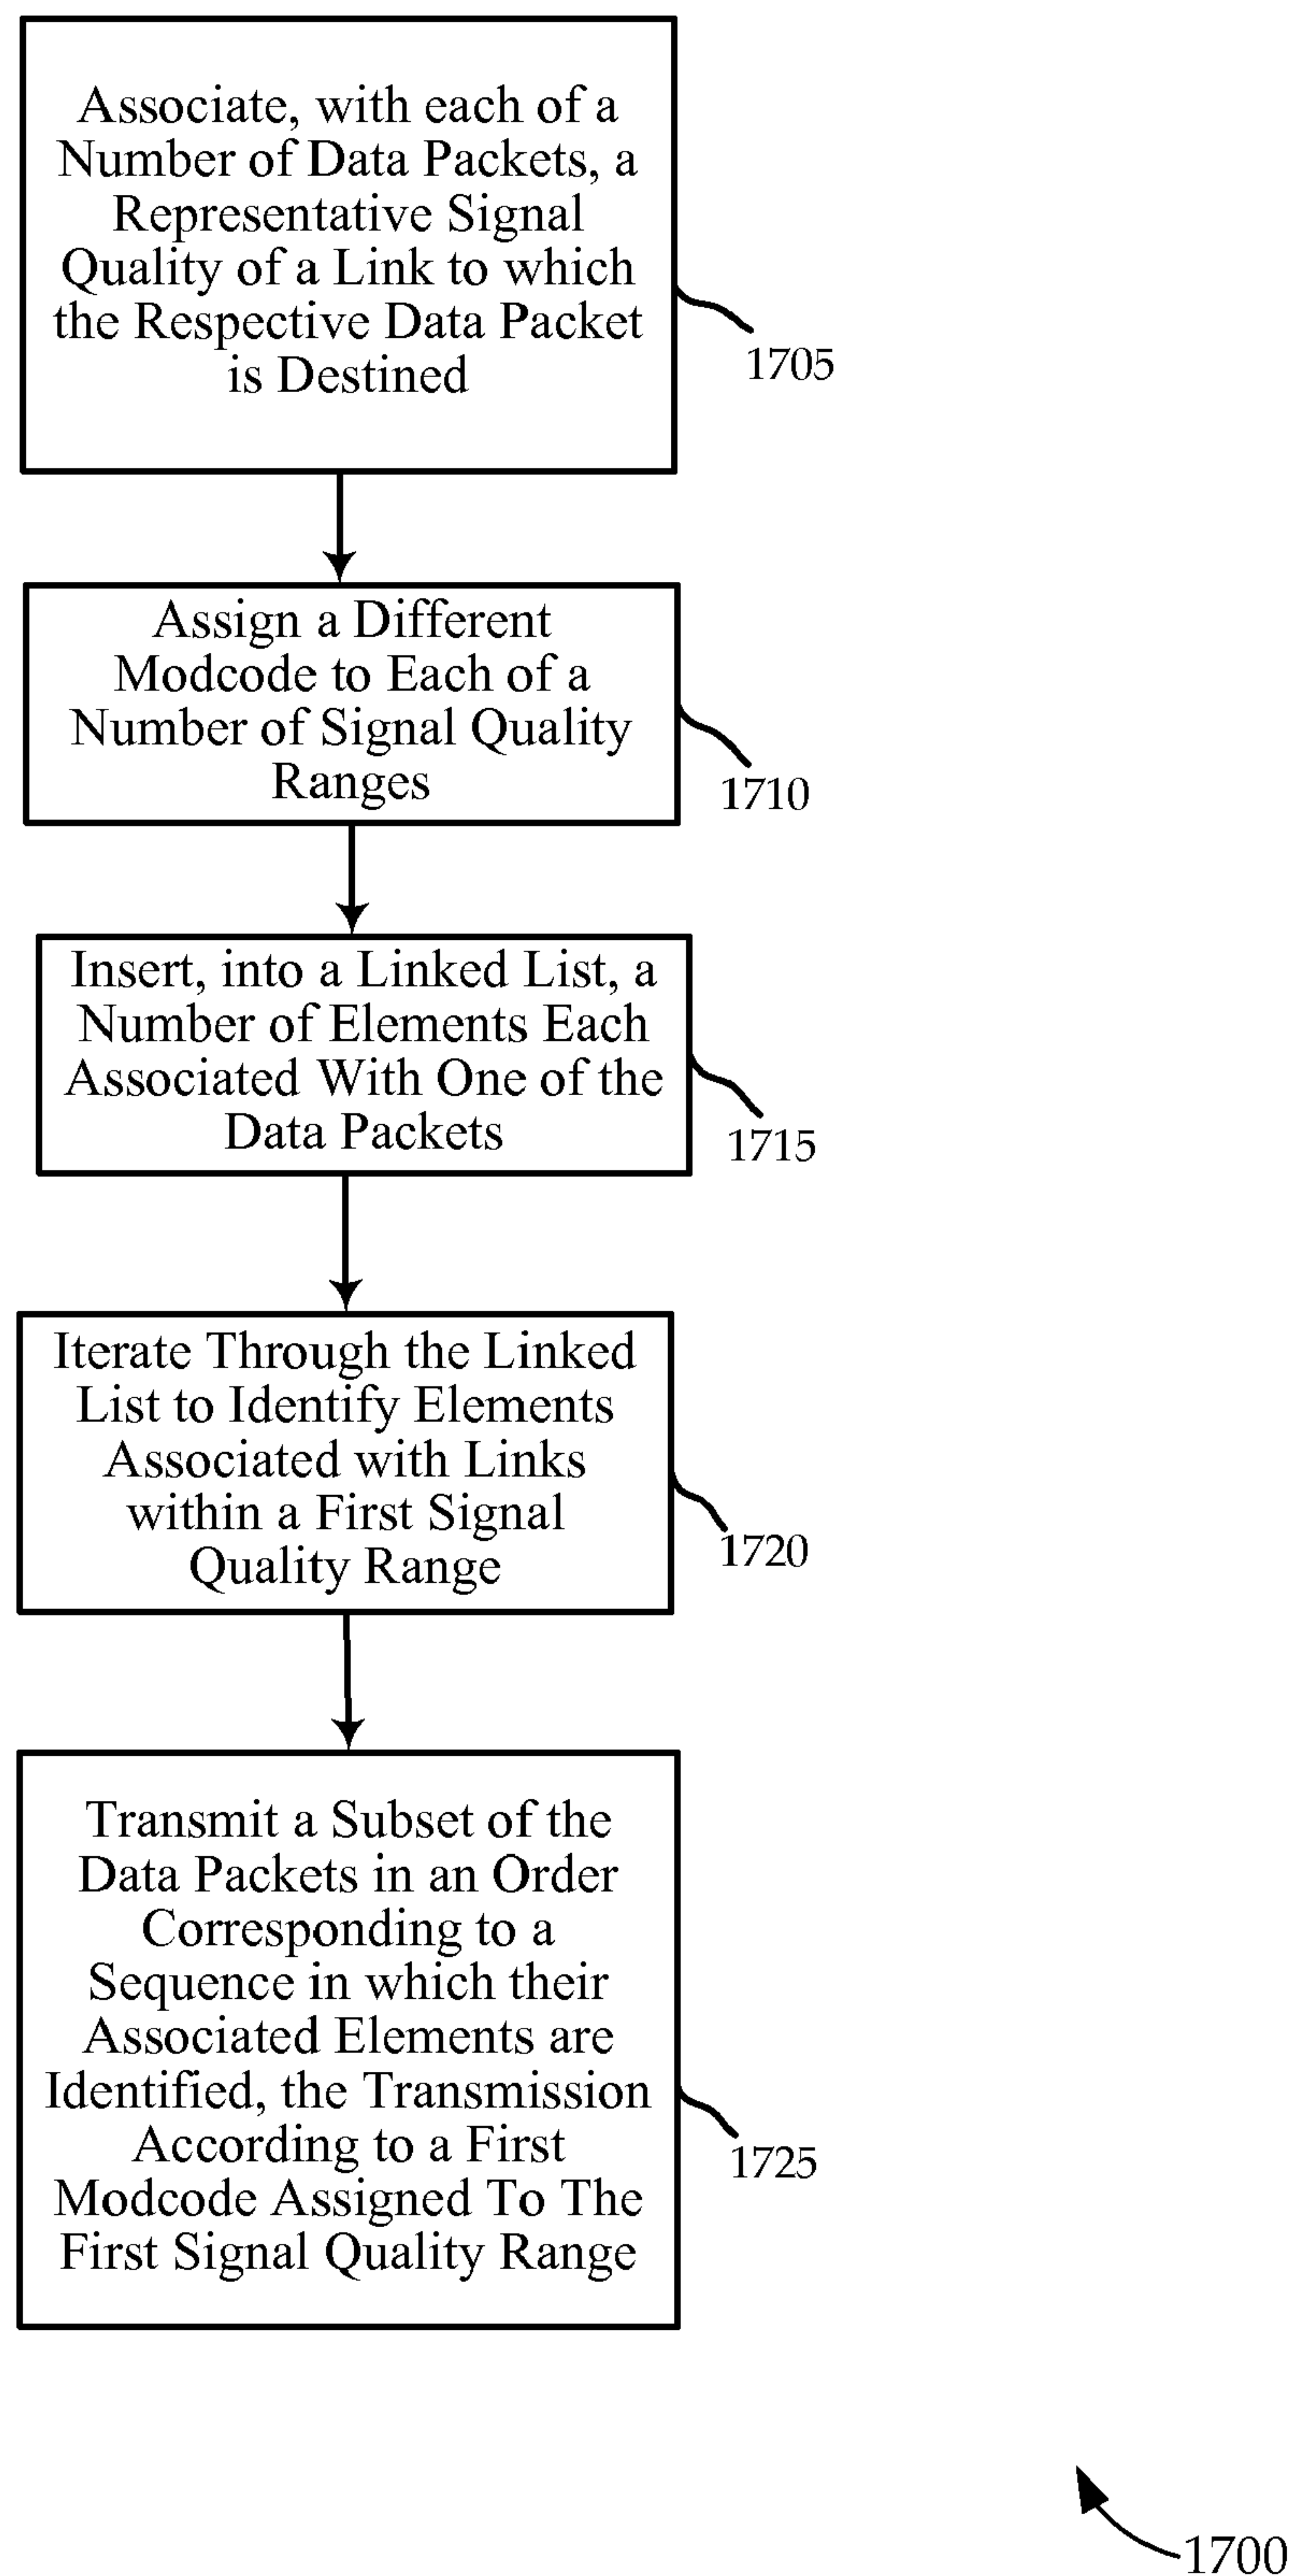 Associate, with each of a
Number of Data Packets, a
Representative Signal
Quality of a Link to which
the Respective Data Packet
is Destined
1705
Assign a Different
Modcode to Each of a
Number of Signal Quality
Ranges
1710
Insert, into a Linked List, a
Number of Elements Each
Associated With One of the
Data Packets
1715
Iterate Through the Linked
List to Identify Elements
Associated with Links
within a First Signal
Quality Range
1720
Transmit a Subset of the
Data Packets in an Order
Corresponding to a
Sequence in which their
Associated Elements are
Identified, the Transmission
According to a First
Modcode Assigned To The
First Signal Quality Range
1725
1700